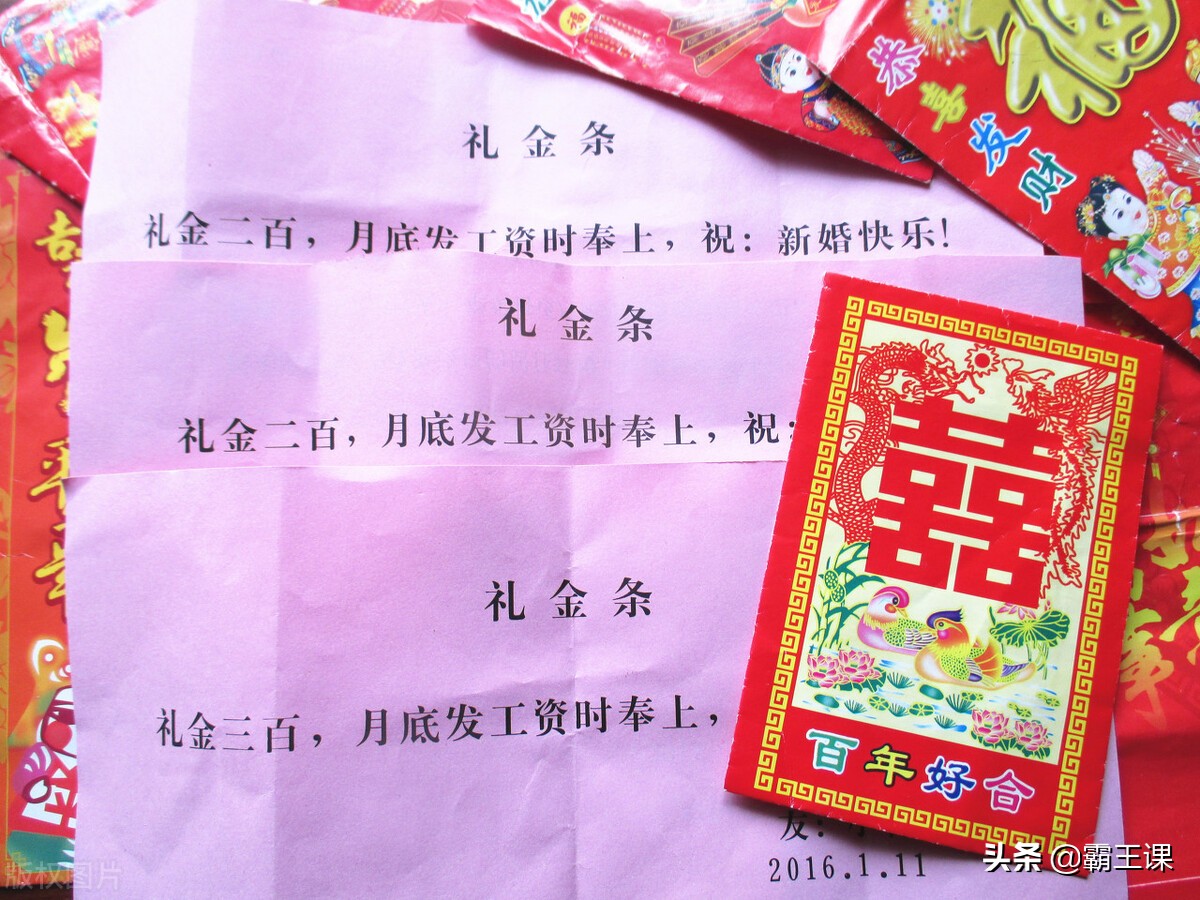 恭喜发财
福
礼金条
礼金二百，月底发工资时奉上，祝：新婚快乐！
礼金条
礼金二百，月底发工资时奉上，祝：
礼金条
礼金三百，月底发工资时奉上，
囍
百年好合
友：
2016.1.11
版权图片
头条 @霸王课